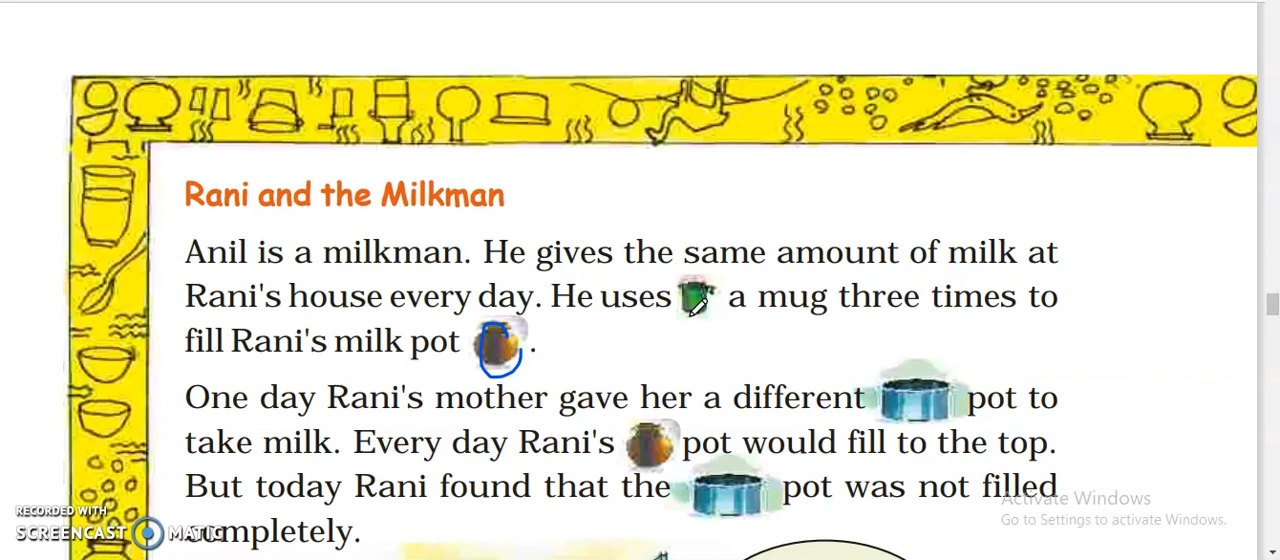 Rani and the Milkman
Anil is a milkman. He gives the same amount of milk at
Rani's house every day. He uses a mug three times to
fill Rani's milk pot .
One day Rani's mother gave her a different pot to
take milk. Every day Rani's pot would fill to the top.
But today Rani found that the pot was not filled
completely.
Activate Windows
Go to Settings to activate Windows.
RECORDED WITH
SCREENCAST MATIC